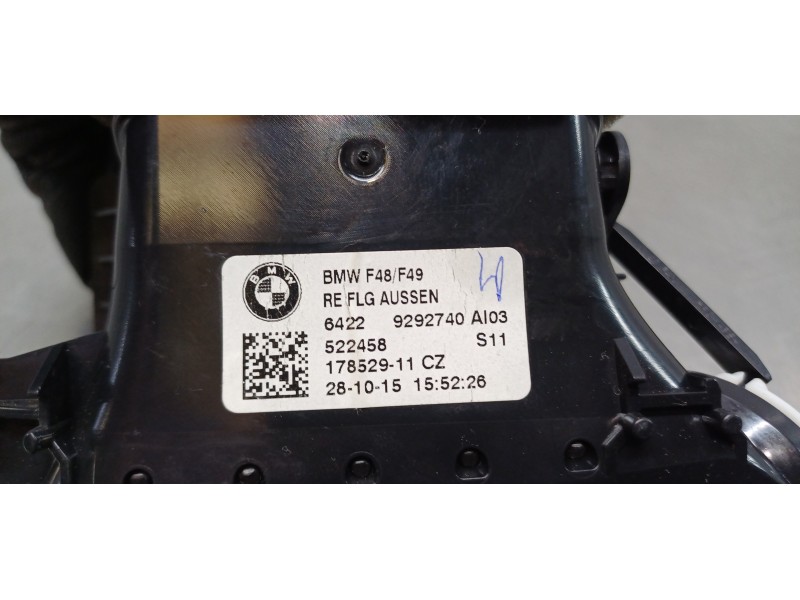 BMW
BMW F48/F49
RE FLG AUSSEN
6422 9292740 AI03
522458 S11
178529-11 CZ
28-10-15 15:52:26